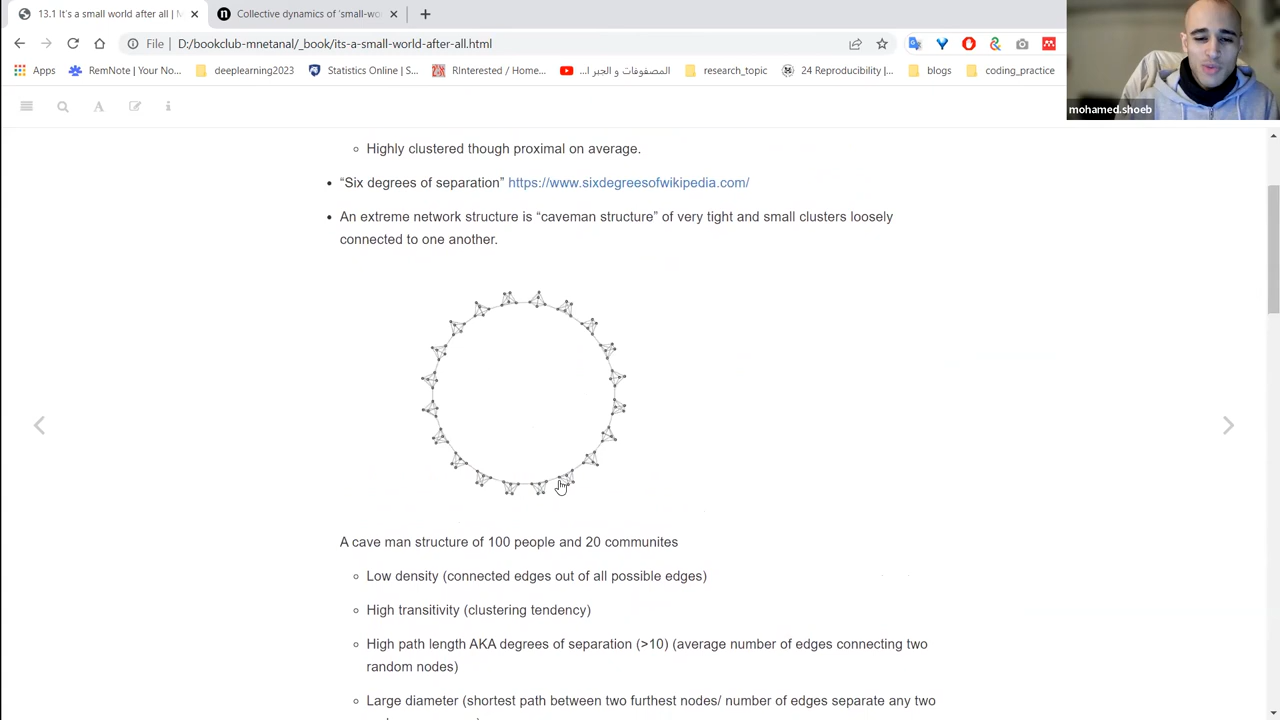 13.1 It's a small world after all | M
Collective dynamics of 'small-wo
File | D:/bookclub-mnetanal/_book/its-a-small-world-after-all.html
Apps
RemNote | Your No...
deeplearning2023
Statistics Online | S...
RInterested / Home...
المصفوفات و الجبر ا...
research_topic
24 Reproducibility |...
blogs
coding_practice
mohamed.shoeb
Highly clustered though proximal on average.
"Six degrees of separation" https://www.sixdegreesofwikipedia.com/
An extreme network structure is "caveman structure" of very tight and small clusters loosely
connected to one another.
A cave man structure of 100 people and 20 communites
Low density (connected edges out of all possible edges)
High transitivity (clustering tendency)
High path length AKA degrees of separation (>10) (average number of edges connecting two
random nodes)
Large diameter (shortest path between two furthest nodes/ number of edges separate any two